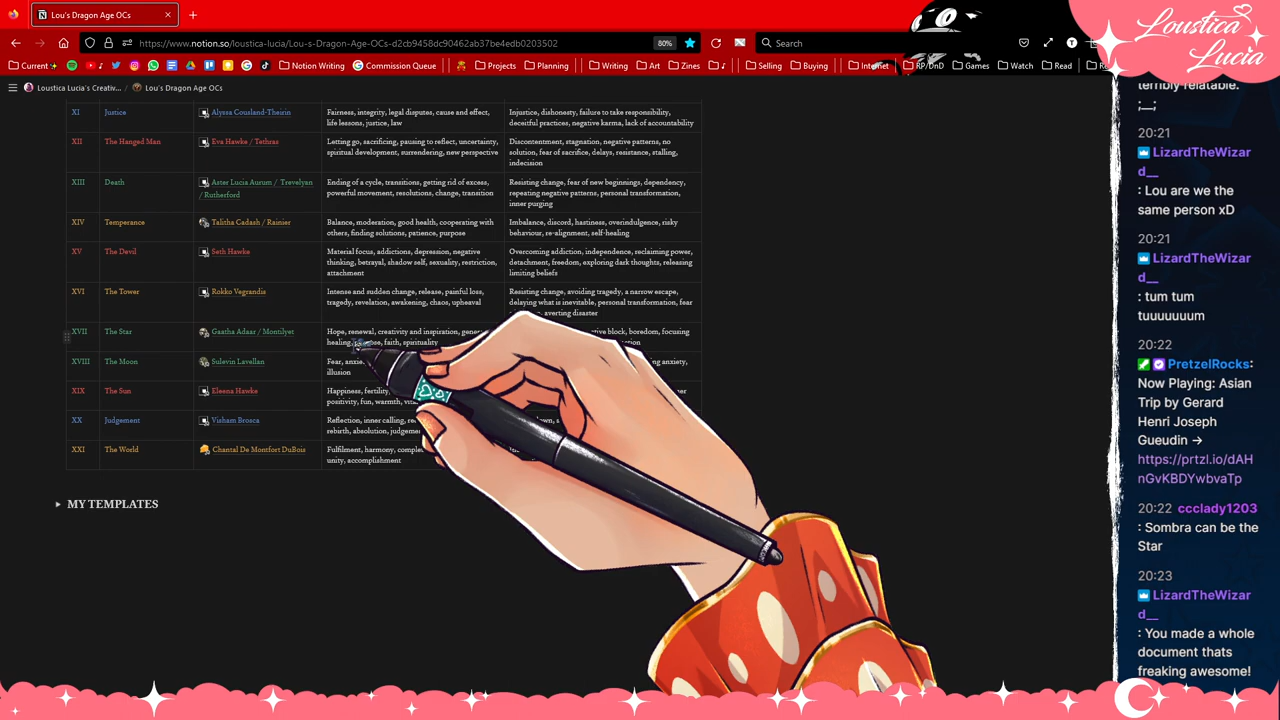 Lou's Dragon Age OCs
https://www.notion.so/loustica-lucia/Lou-s-Dragon-Age-OCs-d2cb9458dc90462ab37be4edb0203502
80%
Search
Current
Notion Writing
Commission Queue
Projects
Planning
Writing
Art
Zines
Selling
Buying
Internet
RP/DnD
Games
Watch
Read
Loustica Lucia's Creativ... / Lou's Dragon Age OCs
XI Justice Alyssa Cousland-Theirin Fairness, integrity, legal disputes, cause and effect, Injustice, dishonesty, failure to take responsibility,
life lessons, justice, law deceitful practices, negative karma, lack of accountability
XII The Hanged Man Eva Hawke / Tethras Letting go, sacrificing, pausing to reflect, uncertainty, Discontentment, stagnation, negative patterns, no
spiritual development, surrendering, new perspective solution, fear of sacrifice, delays, resistance, stalling,
indecision
XIII Death Aster Lucia Aurum / Trevelyan Ending of a cycle, transitions, getting rid of excess, Resisting change, fear of new beginnings, dependency,
/ Rutherford powerful movement, resolutions, change, transition repeating negative patterns, personal transformation,
inner purging
XIV Temperance Talitha Cadash / Rainier Balance, moderation, good health, cooperating with Imbalance, discord, hastiness, overindulgence, risky
others, finding solutions, patience, purpose behaviour, re-alignment, self-healing
XV The Devil Seth Hawke Material focus, addictions, depression, negative Overcoming addiction, independence, reclaiming power,
thinking, betrayal, shadow self, sexuality, restriction, detachment, freedom, exploring dark thoughts, releasing
attachment limiting beliefs
XVI The Tower Rokko Vegrandis Intense and sudden change, release, painful loss, Resisting change, avoiding tragedy, a narrow escape,
tragedy, revelation, awakening, chaos, upheaval delaying what is inevitable, personal transformation, fear
averting disaster
XVII The Star Gaatha Adaar / Montilyet Hope, renewal, creativity and inspiration, block, boredom, focusing
healing, faith, spirituality
XVIII The Moon Sulevin Lavellan Fear, anxiety,
illusion
XIX The Sun Eleena Hawke Happiness, fertility,
positivity, fun, warmth,
XX Judgement Visham Brosca Reflection, inner calling,
rebirth, absolution,
XXI The World Chantal De Montfort DuBois Fulfilment, harmony,
unity, accomplishment
MY TEMPLATES
Loustica
Lucia
terribly relatable.
;__;
20:21
LizardTheWizar
d__
: Lou are we the
same person xD
20:21
LizardTheWizar
d__
: tum tum
tuuuuuum
20:22
PretzelRocks:
Now Playing: Asian
Trip by Gerard
Henri Joseph
Gueudin →
https://prtzl.io/dAH
nGvKBDYwbvaTp
20:22 ccclady1203
: Sombra can be the
Star
20:23
LizardTheWizar
d__
: You made a whole
document thats
freaking awesome!